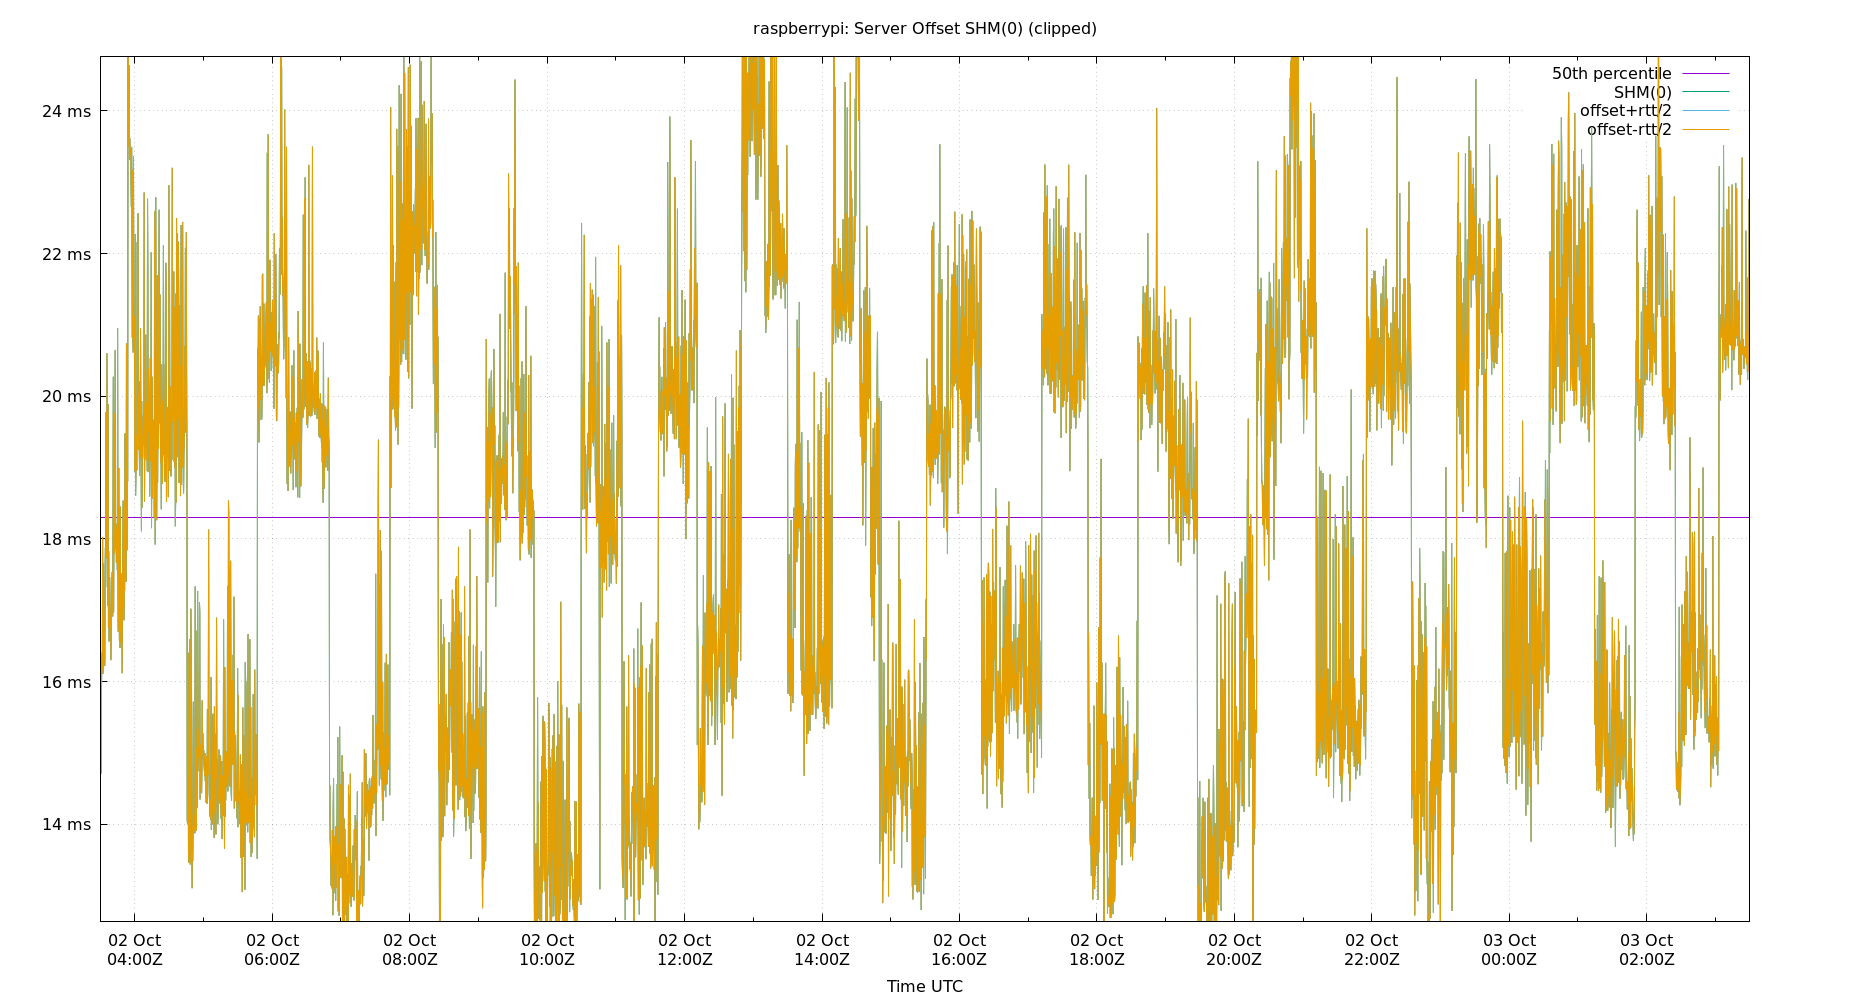 raspberrypi: Server Offset SHM(0) (clipped)
50th percentile
SHM(0)
offset+rtt/2
offset-rtt/2
24 ms
22 ms
20 ms
18 ms
16 ms
14 ms
02 Oct 02 Oct 02 Oct 02 Oct 02 Oct 02 Oct 02 Oct 02 Oct 02 Oct 02 Oct 03 Oct 03 Oct
04:00Z 06:00Z 08:00Z 10:00Z 12:00Z 14:00Z 16:00Z 18:00Z 20:00Z 22:00Z 00:00Z 02:00Z
Time UTC